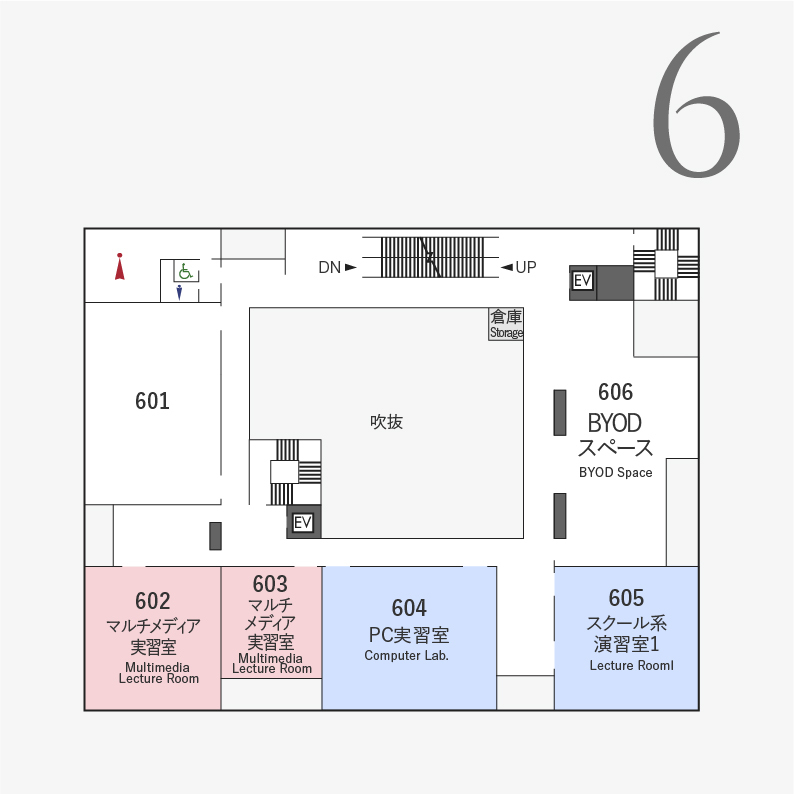 6
DN
UP
EV
倉庫
Storage
601
吹抜
606
BYOD
スペース
BYOD Space
EV
602
マルチメディア
実習室
Multimedia
Lecture Room
603
マルチ
メディア
実習室
Multimedia
Lecture Room
604
PC実習室
Computer Lab.
605
スクール系
演習室1
Lecture RoomI